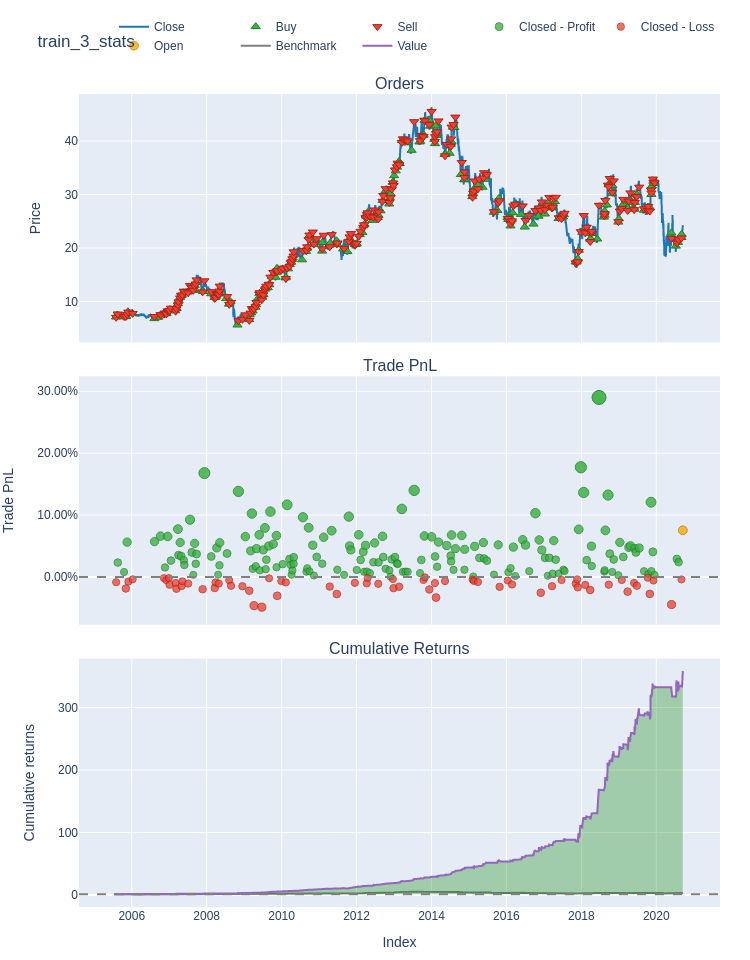 Close Buy Sell Closed - Profit Closed - Loss
train_3_stats Open Benchmark Value
Orders
Price
40
30
20
10
Trade PnL
Trade PnL
30.00%
20.00%
10.00%
0.00%
Cumulative Returns
Cumulative returns
300
200
100
0
2006 2008 2010 2012 2014 2016 2018 2020
Index